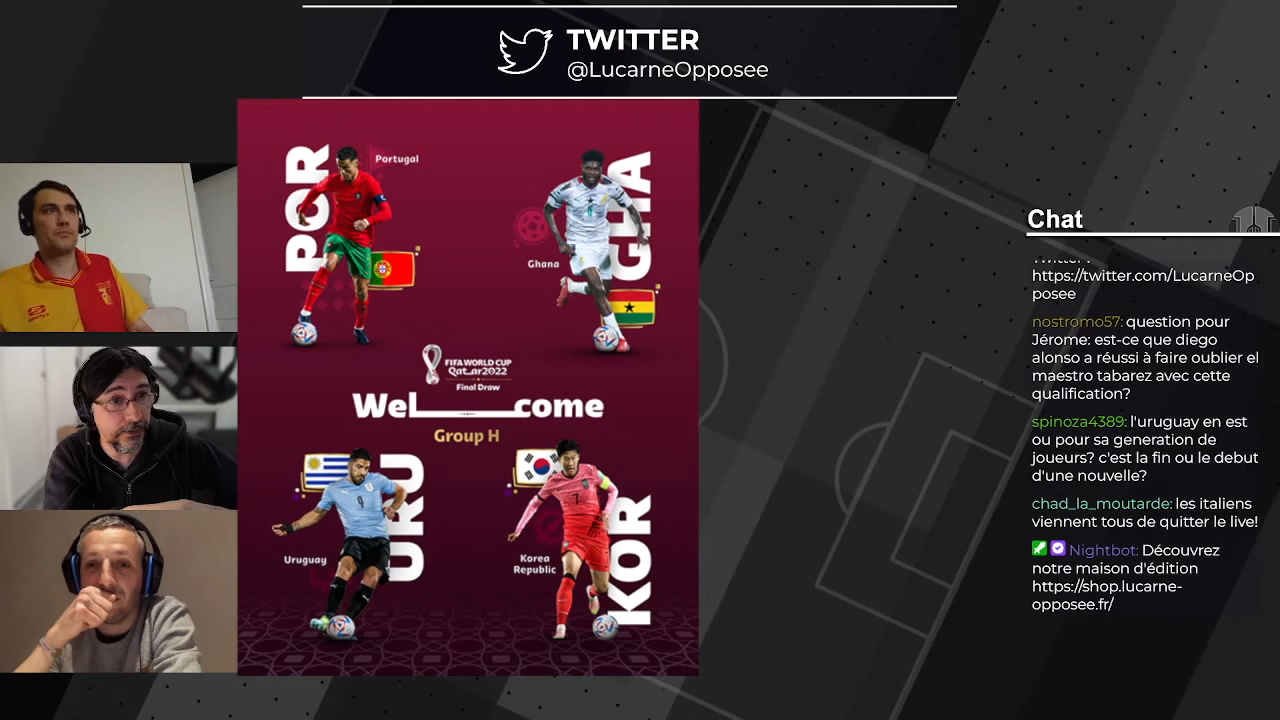 TWITTER
@LucarneOpposee
POR
Portugal
GHA
Ghana
FIFA WORLD CUP
Qatar2022
Final Draw
Wel come
Group H
URU
9
Uruguay
KOR
7
Korea
Republic
Chat
https://twitter.com/LucarneOp
posee
nostromo57: question pour
Jérome: est-ce que diego
alonso a réussi à faire oublier el
maestro tabarez avec cette
qualification?
spinoza4389: l'uruguay en est
ou pour sa generation de
joueurs? c'est la fin ou le debut
d'une nouvelle?
chad_la_moutarde: les italiens
viennent tous de quitter le live!
Nightbot: Découvrez
notre maison d'édition
https://shop.lucarne-
opposee.fr/